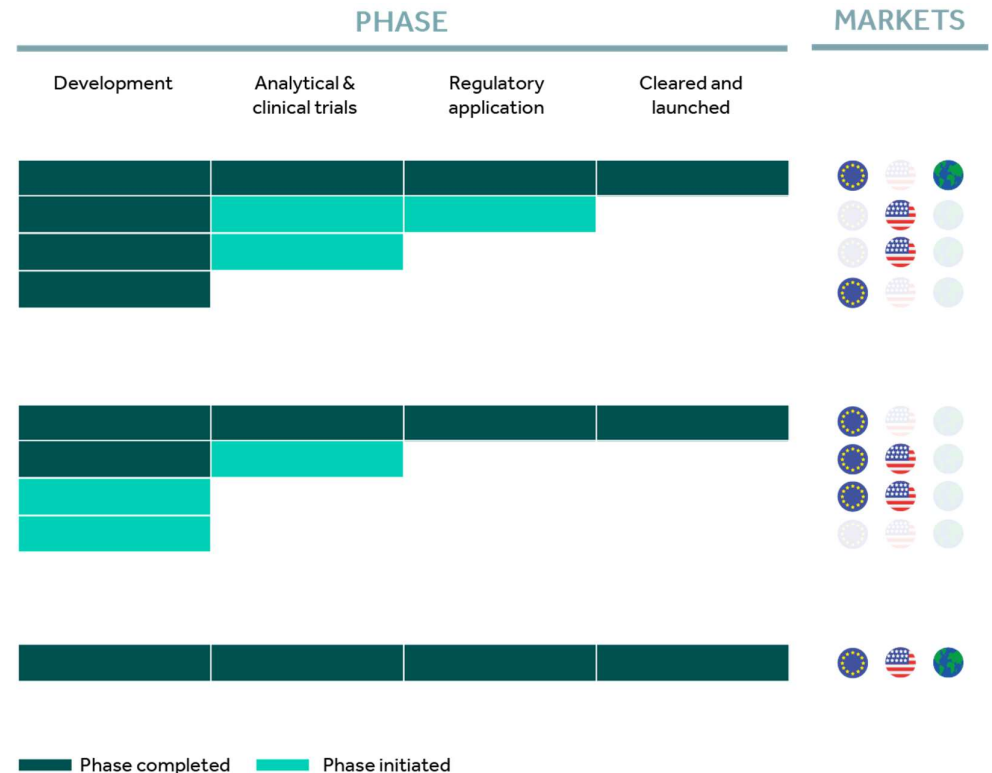 PHASE
MARKETS
Development
Analytical &
clinical trials
Regulatory
application
Cleared and
launched
Phase completed
Phase initiated